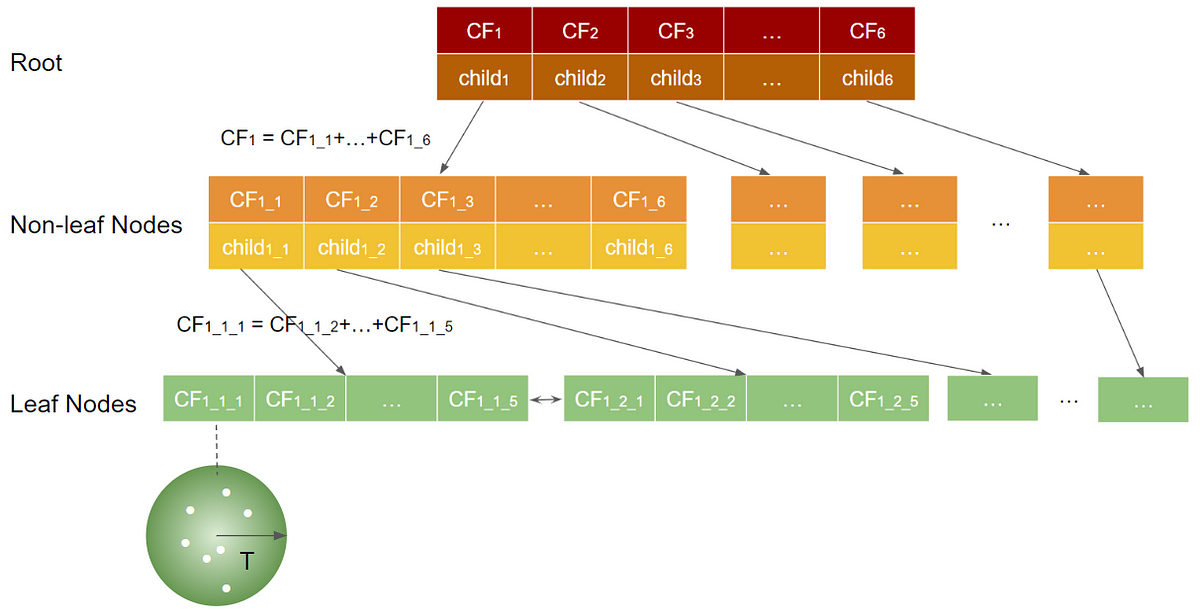 CF1 CF2 CF3 ... CF6
Root
child1 child2 child3 ... child6
CF1 = CF1_1+...+CF1_6
CF1_1 CF1_2 CF1_3 ... CF1_6 ... ... ...
Non-leaf Nodes
...
child1_1 child1_2 child1_3 ... child1_6 ... ... ...
CF1_1_1 = CF1_1_2+...+CF1_1_5
Leaf Nodes
CF1_1_1 CF1_1_2 ... CF1_1_5 CF1_2_1 CF1_2_2 ... CF1_2_5 ... ... ...
T